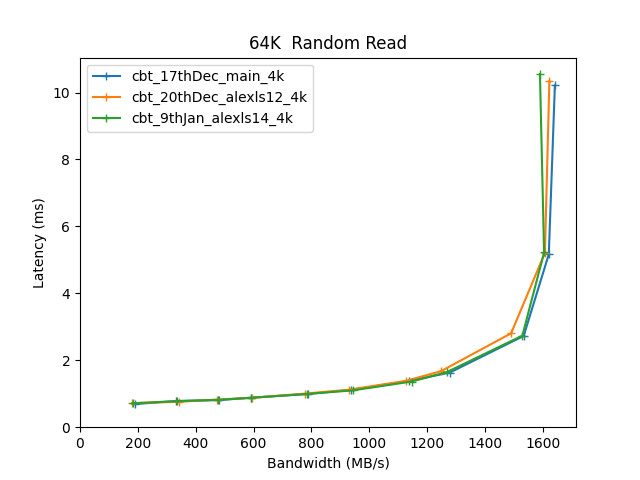 64K  Random Read
cbt_17thDec_main_4k
cbt_20thDec_alexls12_4k
cbt_9thJan_alexls14_4k
10
8
6
4
2
0
Latency (ms)
0 200 400 600 800 1000 1200 1400 1600
Bandwidth (MB/s)